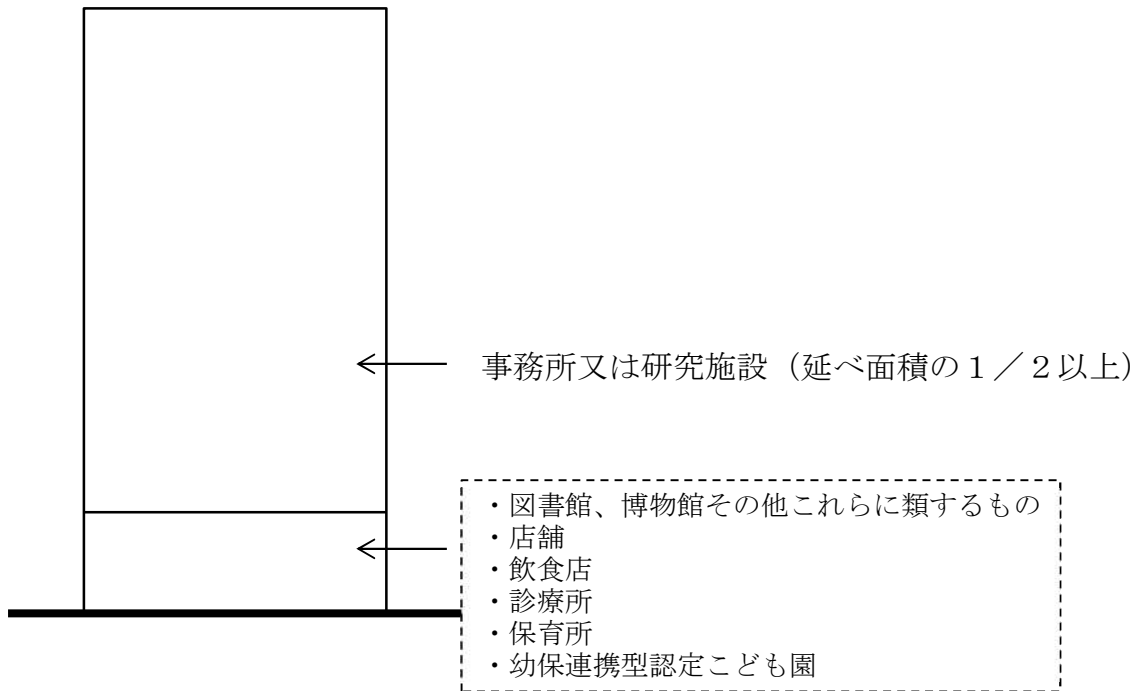 事務所又は研究施設（延べ面積の１／２以上）
・図書館、博物館その他これらに類するもの
・店舗
・飲食店
・診療所
・保育所
・幼保連携型認定こども園